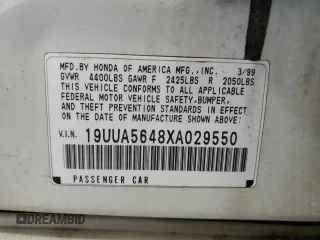 MFD.BY HONDA OF AMERICA MFG.,INC. 3/99
GVWR 4400LBS GAWR F 2425LBS R 2050LBS
THIS VEHICLE CONFORMS TO ALL APPLICABLE
FEDERAL MOTOR VEHICLE SAFETY,BUMPER,
AND THEFT PREVENTION STANDARDS IN EFFECT
ON THE DATE OF MANUFACTURE SHOWN ABOVE.
V.I.N. 19UUA5648XA029550
PASSENGER CAR
© DREAMBID